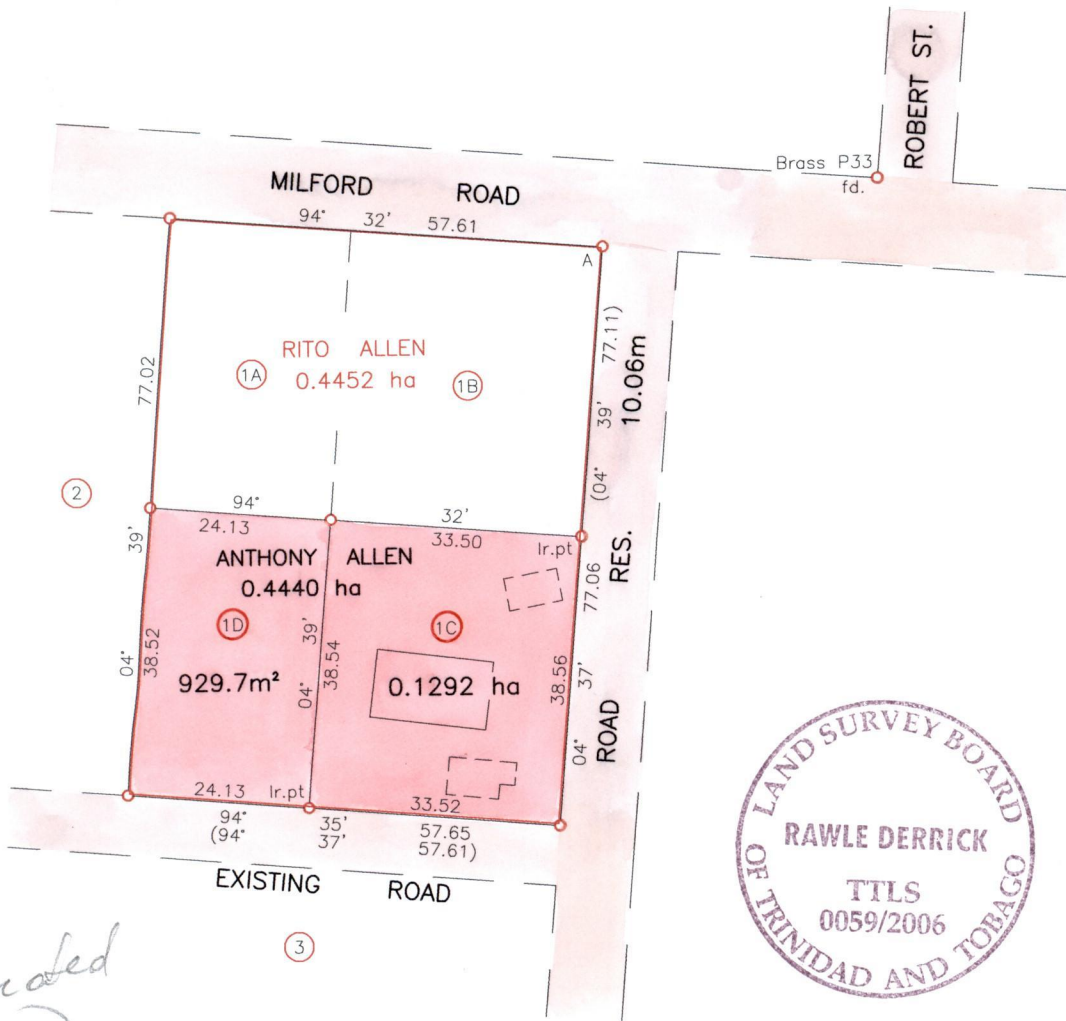 ROBERT ST.
Brass P33
fd.
MILFORD ROAD
94° 32' 57.61
A
77.02
RITO ALLEN
0.4452 ha
1A
1B
(04° 39' 77.11)
10.06m
2
94° 32'
24.13
33.50
Ir.pt
ANTHONY ALLEN
0.4440 ha
1D
1C
929.7m²
0.1292 ha
04° 39'
38.52
04° 39'
38.54
04° 37' 77.06
38.56
ROAD RES.
24.13
Ir.pt
33.52
94° 35' 57.65
(94° 37' 57.61)
EXISTING ROAD
3
LAND SURVEY BOARD
RAWLE DERRICK
TTLS
0059/2006
OF TRINIDAD AND TOBAGO